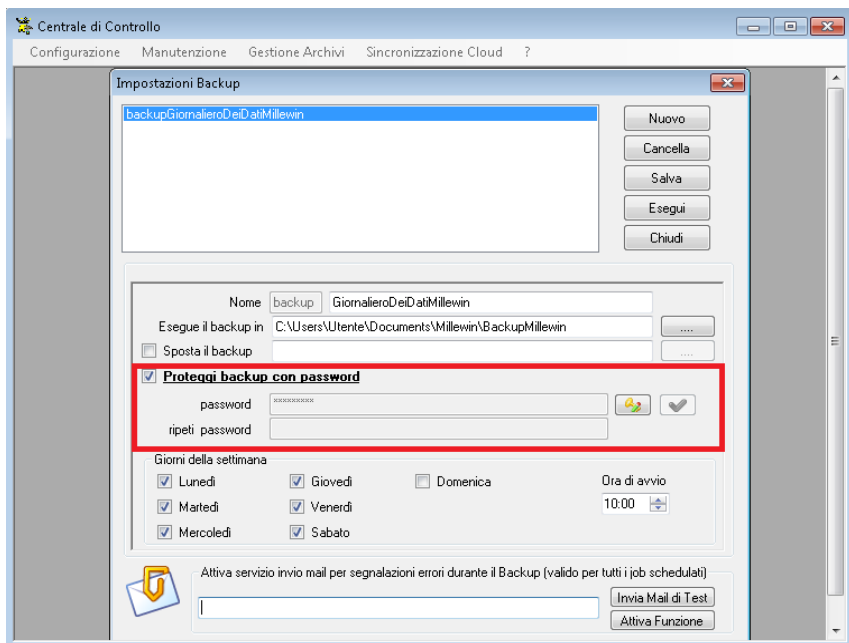 Centrale di Controllo
Configurazione Manutenzione Gestione Archivi Sincronizzazione Cloud ?
Impostazioni Backup
backupGiornalieroDeiDatiMillewin
Nuovo
Cancella
Salva
Esegui
Chiudi
Nome backup GiornalieroDeiDatiMillewin
Esegue il backup in C:\Users\Utente\Documents\Millewin\BackupMillewin ....
Sposta il backup ....
Proteggi backup con password
password xxxxxxxxx
ripeti password
Giorni della settimana
Lunedì Giovedì Domenica Ora di avvio
Martedì Venerdì 10:00
Mercoledì Sabato
Attiva servizio invio mail per segnalazioni errori durante il Backup (valido per tutti i job schedulati)
Invia Mail di Test
Attiva Funzione